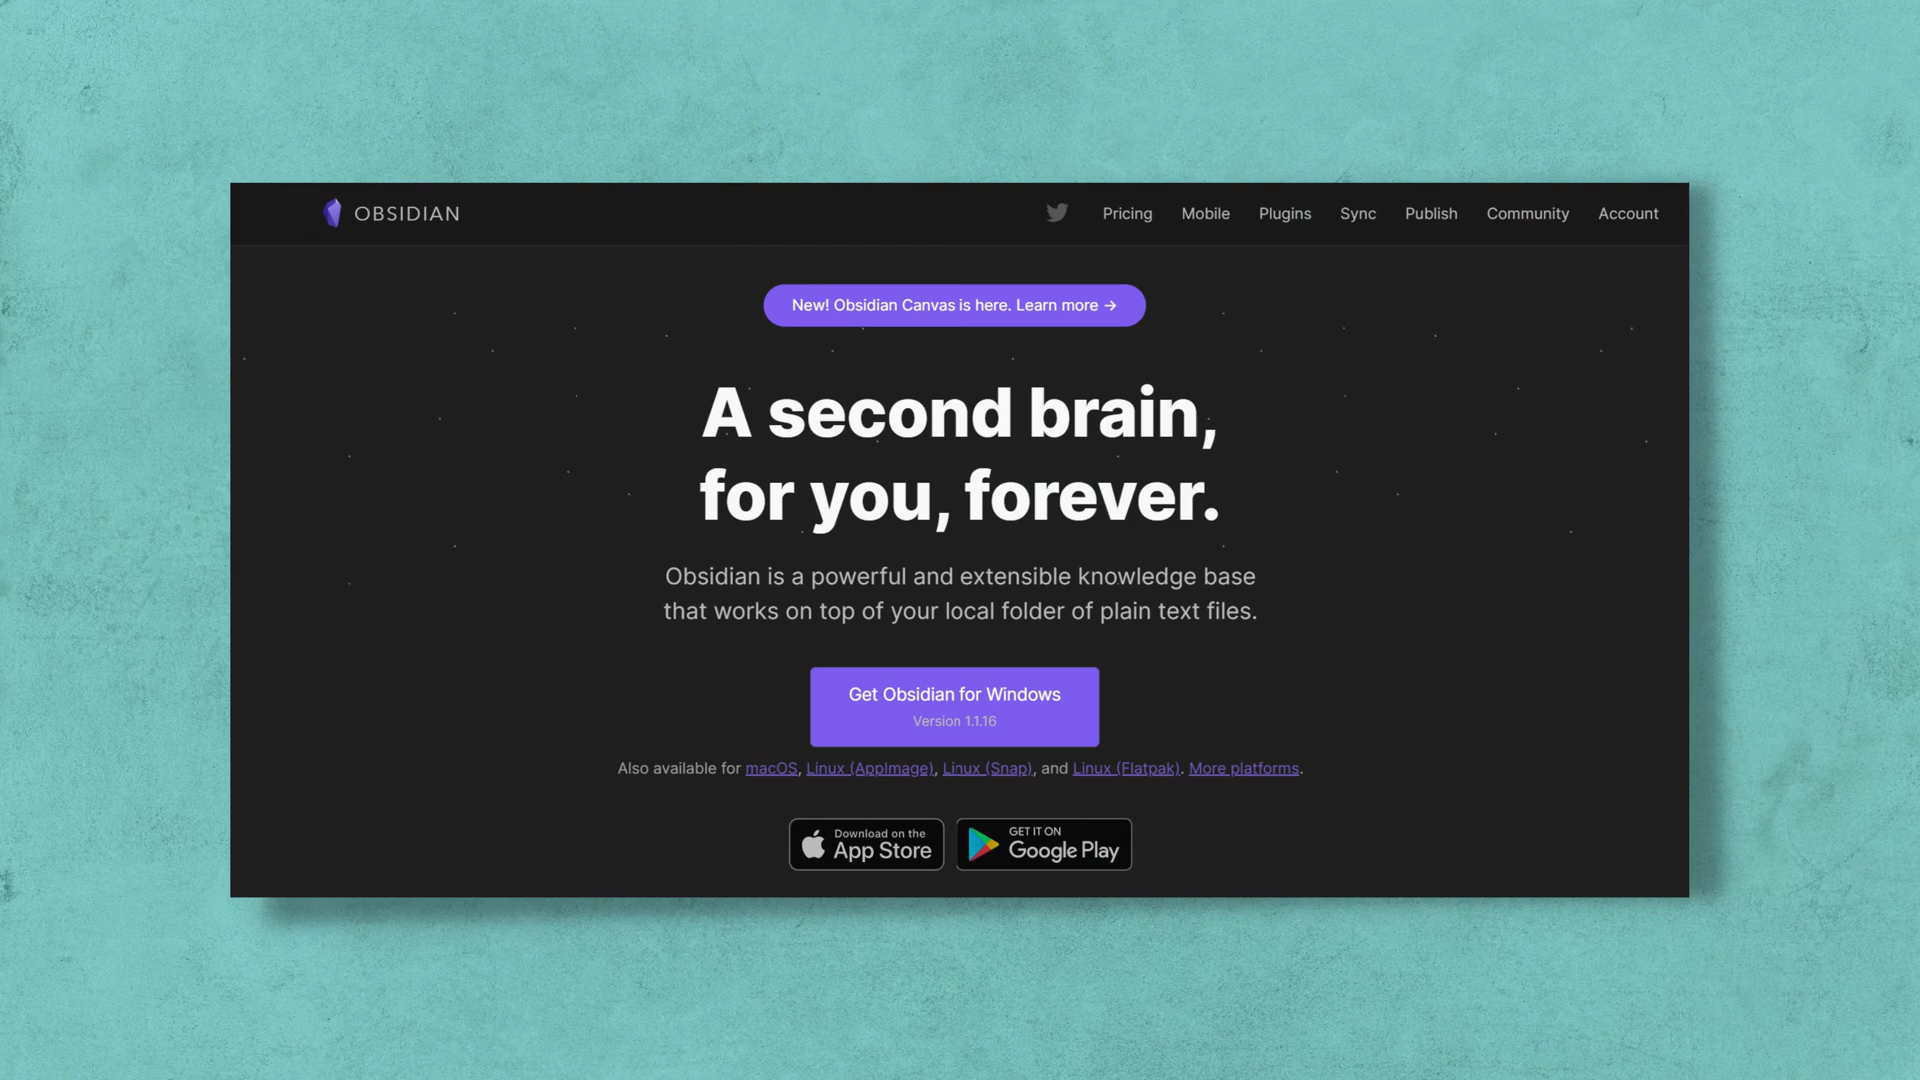 OBSIDIAN
Pricing Mobile Plugins Sync Publish Community Account
New! Obsidian Canvas is here. Learn more →
A second brain,
for you, forever.
Obsidian is a powerful and extensible knowledge base
that works on top of your local folder of plain text files.
Get Obsidian for Windows
Version 1.1.16
Also available for macOS, Linux (AppImage), Linux (Snap), and Linux (Flatpak). More platforms.
Download on the
App Store
GET IT ON
Google Play